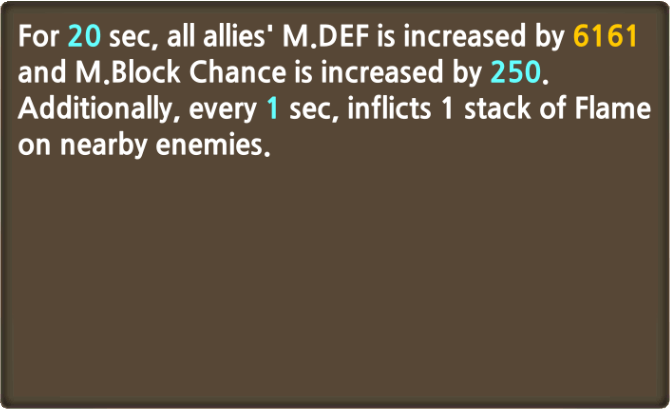 For 20 sec, all allies' M.DEF is increased by 6161
and M.Block Chance is increased by 250.
Additionally, every 1 sec, inflicts 1 stack of Flame
on nearby enemies.